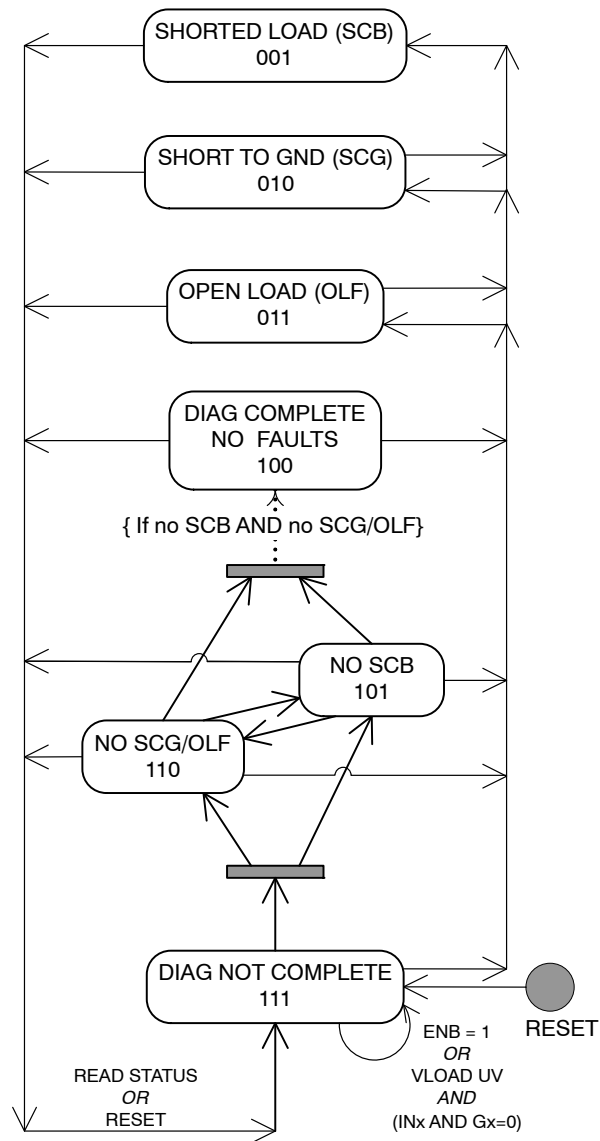 SHORTED LOAD (SCB)
001
SHORT TO GND (SCG)
010
OPEN LOAD (OLF)
011
DIAG COMPLETE
NO FAULTS
100
{ If no SCB AND no SCG/OLF}
NO SCB
101
NO SCG/OLF
110
DIAG NOT COMPLETE
111
RESET
ENB = 1
OR
VLOAD UV
AND
(INx AND Gx=0)
READ STATUS
OR
RESET